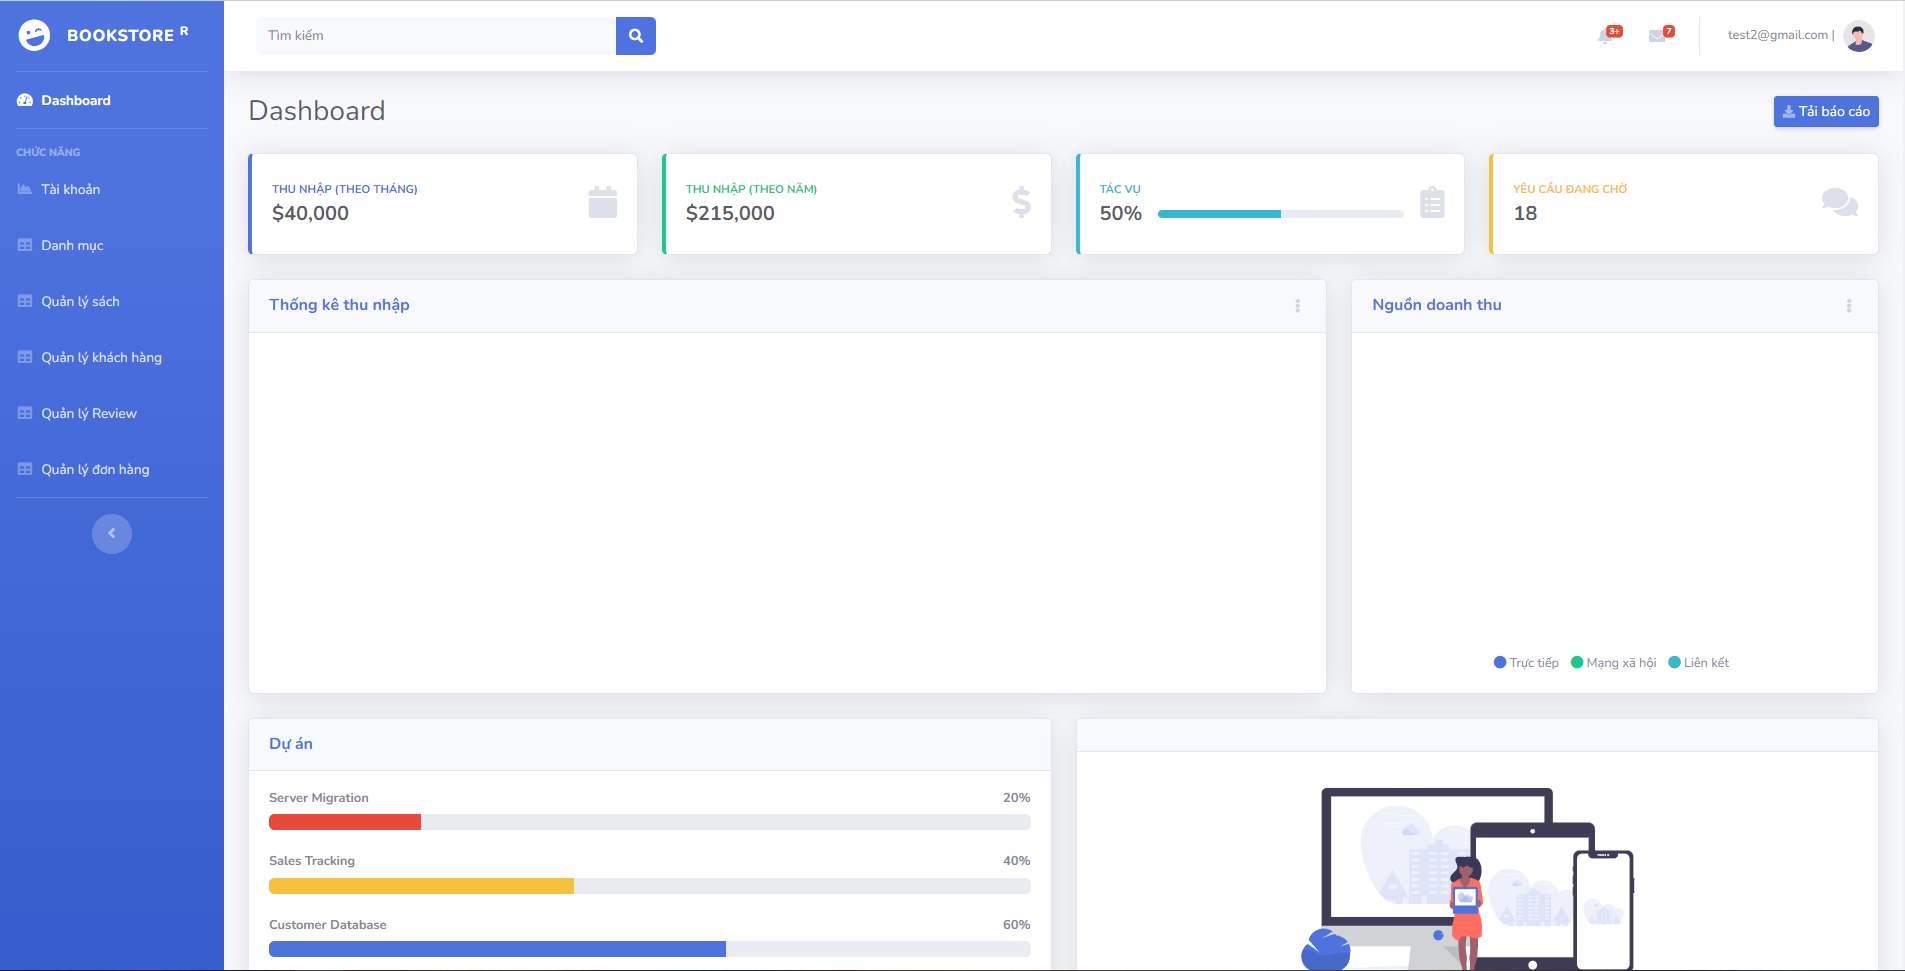 BOOKSTORE R
Tìm kiếm
3+
7
test2@gmail.com |
Dashboard
CHỨC NĂNG
Tài khoản
Danh mục
Quản lý sách
Quản lý khách hàng
Quản lý Review
Quản lý đơn hàng
Dashboard
Tải báo cáo
THU NHẬP (THEO THÁNG)
$40,000
THU NHẬP (THEO NĂM)
$215,000
TÁC VỤ
50%
YÊU CẦU ĐANG CHỜ
18
Thống kê thu nhập
Nguồn doanh thu
Trực tiếp Mạng xã hội Liên kết
Dự án
Server Migration 20%
Sales Tracking 40%
Customer Database 60%